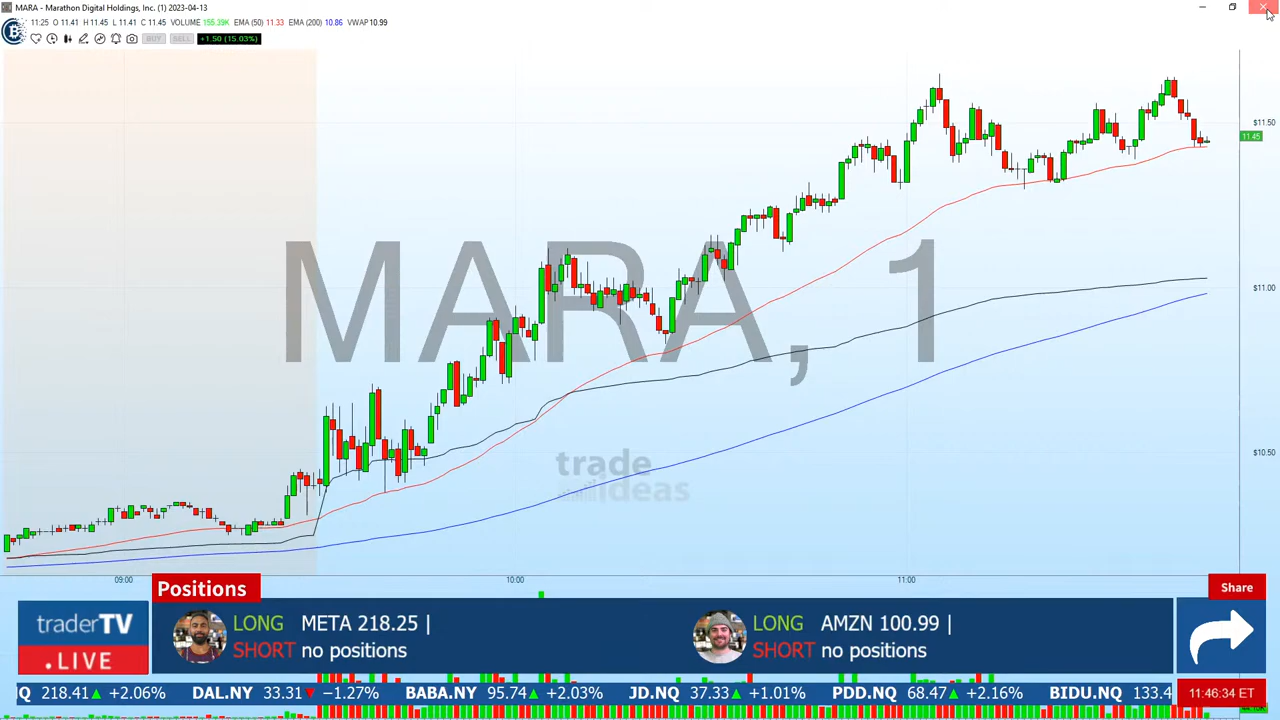 MARA - Marathon Digital Holdings, Inc. (1) 2023-04-13
11:25 O 11.41 H 11.45 L 11.41 C 11.45 VOLUME 155.39K EMA (50) 11.33 EMA (200) 10.86 VWAP 10.99
BUY SELL +1.50 (15.03%)
$11.50
11.45
MARA, 1
$11.00
$10.50
trade
ideas
09:00 10:00 11:00
Positions
Share
traderTV
.LIVE
LONG META 218.25 |
SHORT no positions
LONG AMZN 100.99 |
SHORT no positions
Q 218.41 +2.06% DAL.NY 33.31 −1.27% BABA.NY 95.74 +2.03% JD.NQ 37.33 +1.01% PDD.NQ 68.47 +2.16% BIDU.NQ 133.4
11:46:34 ET